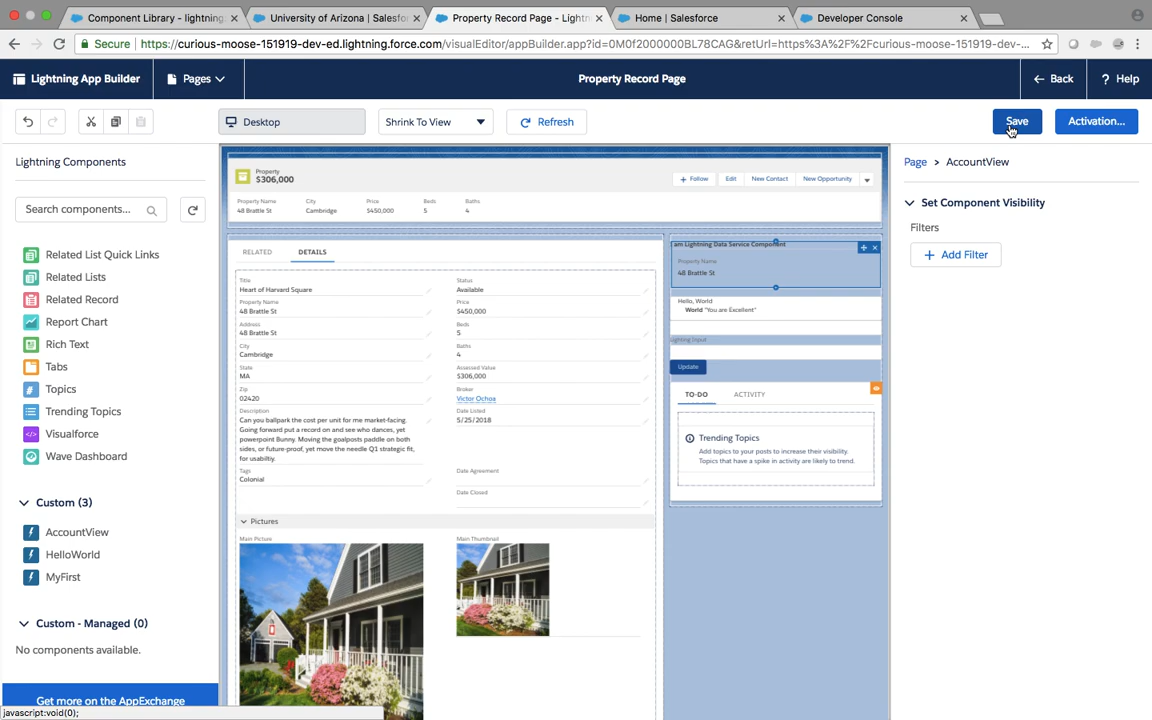 Component Library - lightning.
University of Arizona | Salesfo
Property Record Page - Lightn
Home | Salesforce
Developer Console
Secure
https://curious-moose-151919-dev-ed.lightning.force.com/visualEditor/appBuilder.app?id=0M0f2000000BL78CAG&retUrl=https%3A%2F%2Fcurious-moose-151919-dev-...
Lightning App Builder
Pages
Property Record Page
Back
? Help
Desktop
Shrink To View
Refresh
Save
Activation...
Lightning Components
Search components...
Related List Quick Links
Related Lists
Related Record
Report Chart
Rich Text
Tabs
Topics
Trending Topics
Visualforce
Wave Dashboard
Custom (3)
AccountView
HelloWorld
MyFirst
Custom - Managed (0)
No components available.
Get more on the AppExchange
javascript:void(0);
Property
$306,000
+ Follow
Edit
New Contact
New Opportunity
Property Name
City
Price
Beds
Baths
48 Brattle St
Cambridge
$450,000
5
4
RELATED
DETAILS
Title
Heart of Harvard Square
Property Name
48 Brattle St
Address
48 Brattle St
City
Cambridge
State
MA
Zip
02420
Description
Can you ballpark the cost per unit for me market-facing.
Going forward put a record on and see who dances, yet
powerpoint Bunny. Moving the goalposts paddle on both
sides, or future-proof, yet move the needle Q1 strategic fit,
for usabiltiy.
Tags
Colonial
Status
Available
Price
$450,000
Beds
5
Baths
4
Assessed Value
$306,000
Broker
Victor Ochoa
Date Listed
5/25/2018
Date Agreement
Date Closed
Pictures
Main Picture
Main Thumbnail
am Lightning Data Service Component
Property Name
48 Brattle St
Hello, World
World "You are Excellent"
Lighting Input
Update
TO-DO
ACTIVITY
Trending Topics
Add topics to your posts to increase their visibility.
Topics that have a spike in activity are likely to trend.
Page > AccountView
Set Component Visibility
Filters
+ Add Filter